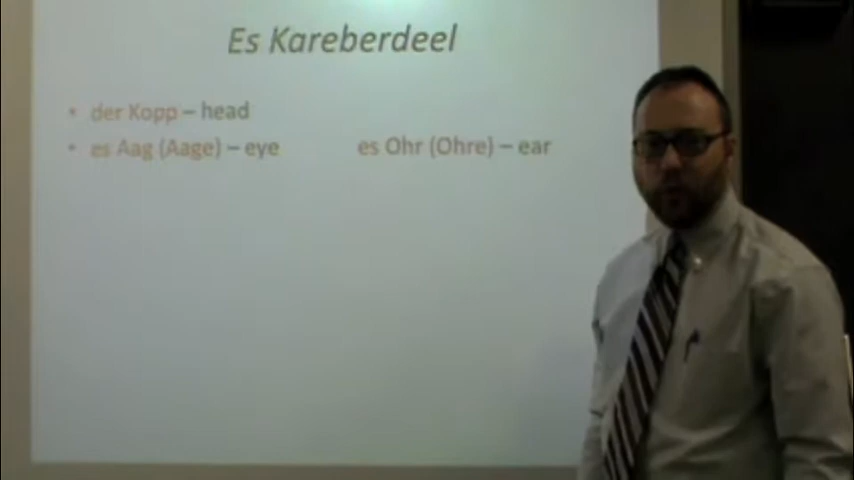 Es Kareberdeel
• der Kopp – head
• es Aag (Aage) – eye es Ohr (Ohre) – ear